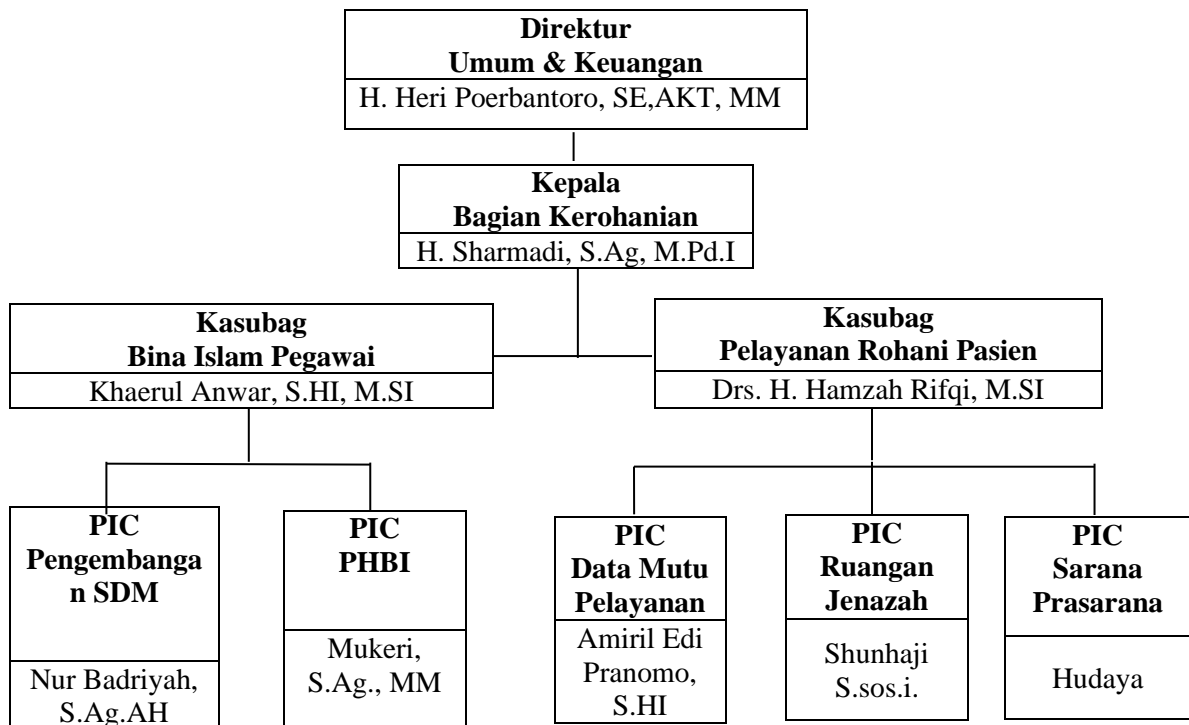 Direktur
Umum & Keuangan
H. Heri Poerbantoro, SE,AKT, MM
Kepala
Bagian Kerohanian
H. Sharmadi, S.Ag, M.Pd.I
Kasubag
Bina Islam Pegawai
Khaerul Anwar, S.HI, M.SI
Kasubag
Pelayanan Rohani Pasien
Drs. H. Hamzah Rifqi, M.SI
PIC
Pengembanga
n SDM
Nur Badriyah,
S.Ag.AH
PIC
PHBI
Mukeri,
S.Ag., MM
PIC
Data Mutu
Pelayanan
Amiril Edi
Pranomo,
S.HI
PIC
Ruangan
Jenazah
Shunhaji
S.sos.i.
PIC
Sarana
Prasarana
Hudaya